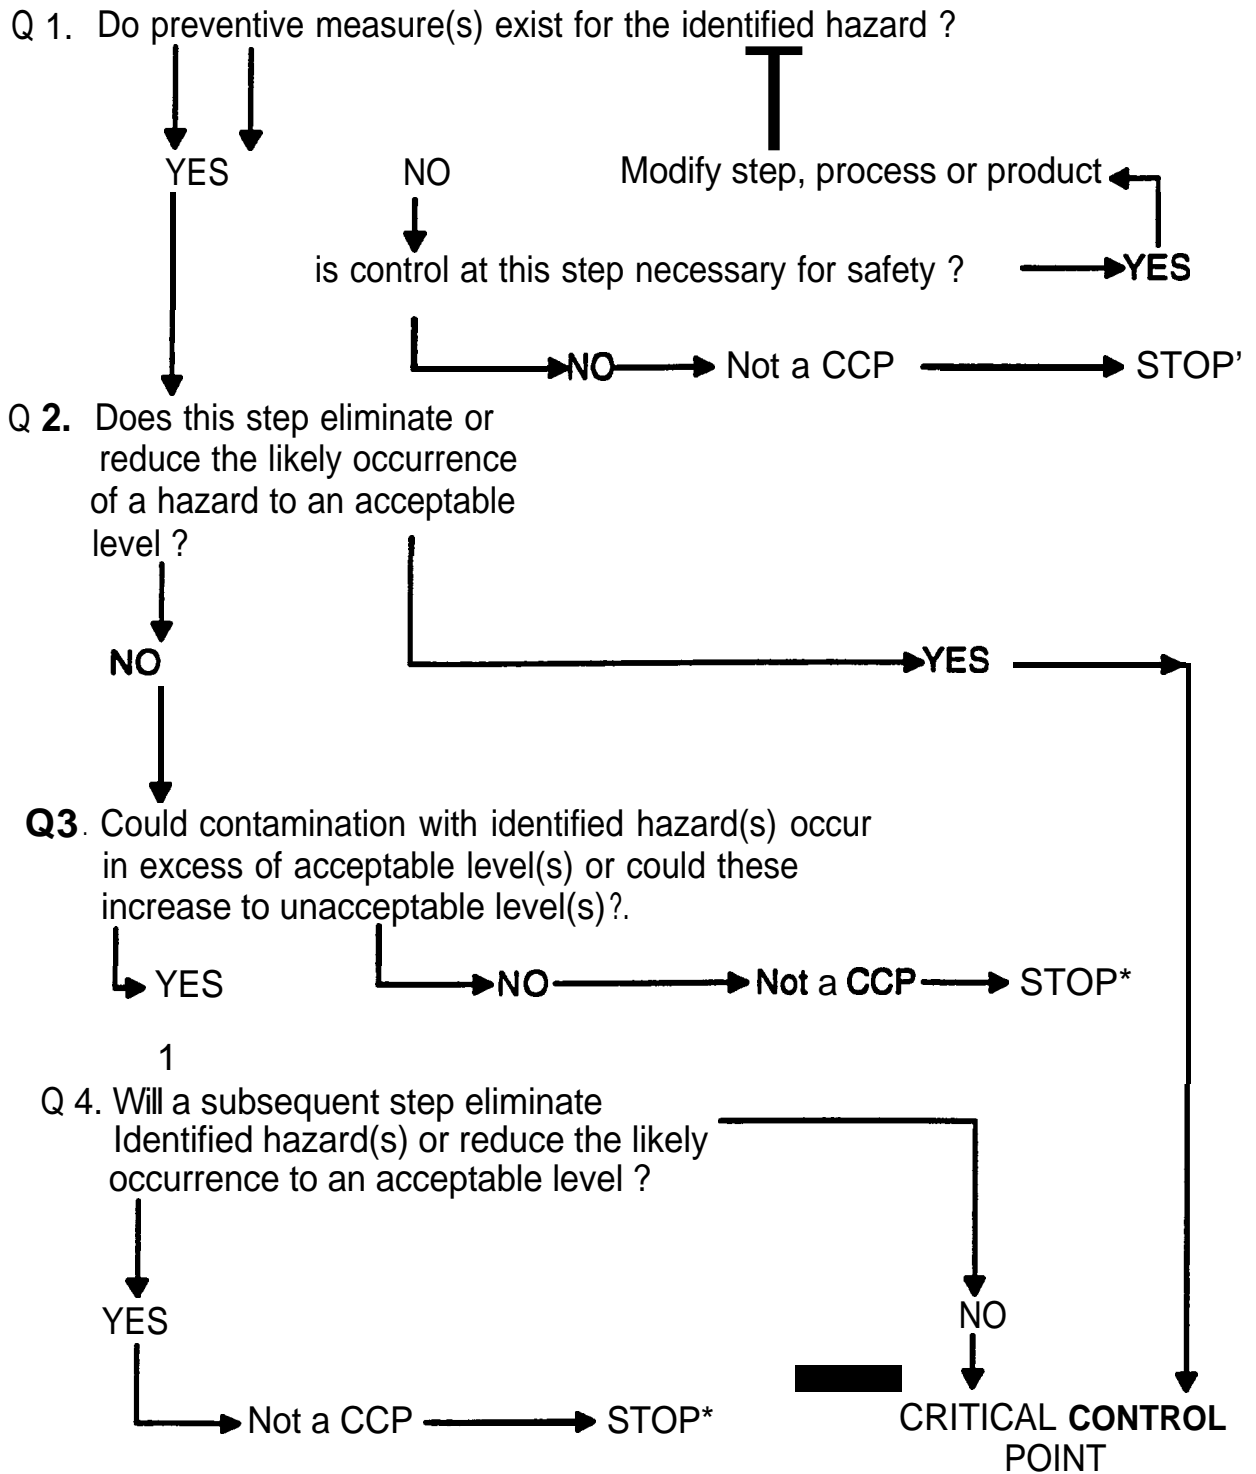 Q 1. Do preventive measure(s) exist for the identified hazard ?
YES NO Modify step, process or product
is control at this step necessary for safety ? YES
NO Not a CCP STOP'
Q 2. Does this step eliminate or
reduce the likely occurrence
of a hazard to an acceptable
level ?
NO YES
Q3. Could contamination with identified hazard(s) occur
in excess of acceptable level(s) or could these
increase to unacceptable level(s)?.
YES NO Not a CCP STOP*
1
Q 4. Will a subsequent step eliminate
Identified hazard(s) or reduce the likely
occurrence to an acceptable level ?
YES NO
Not a CCP STOP* CRITICAL CONTROL
POINT